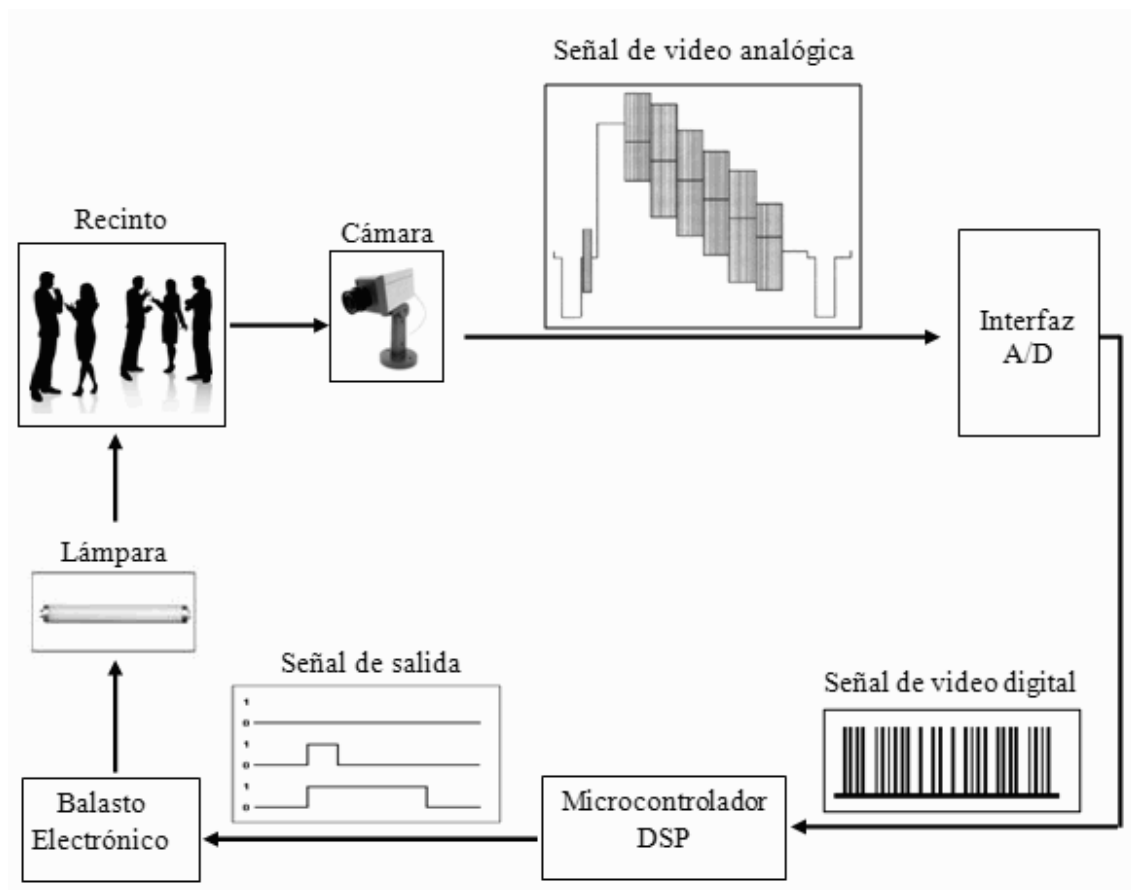 Señal de video analógica
Recinto
Cámara
Interfaz
A/D
Lámpara
Señal de salida
1
0
1
0
1
0
Señal de video digital
Balasto
Electrónico
Microcontrolador
DSP